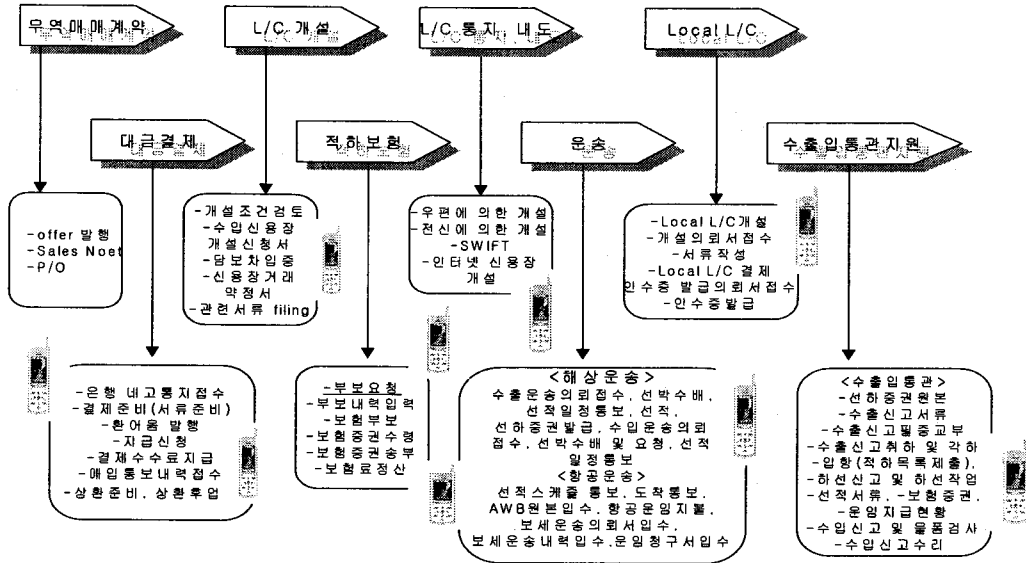 무역매매계약
L/C 개설
L/C 통지, 내도
Local L/C
대금결제
적하보험
운송
수출입통관지원
-offer 발행
-Sales Noet
-P/O
-개설조건검토
-수입신용장
개설신청서
-담보차입증
-신용장거래
약정서
-관련서류 filing
-우편에 의한 개설
-전신에 의한 개설
-SWIFT
-인터넷 신용장
개설
-Local L/C개설
-개설의뢰서접수
-서류작성
-Local L/C 결제
인수증 발급의뢰서접수
-인수증발급
-은행 네고통지접수
-결제준비(서류준비)
-환어음 발행
-자급신청
-결제수수료지급
-매입통보내력접수
-상환준비, 상환후업
-부보요청
-부보내력입력
-보험부보
-보험증권수령
-보험증권송부
-보험료정산
<해상운송>
수출운송의뢰접수, 선박수배,
선적일정통보, 선적,
선하증권발급, 수입운송의뢰
접수, 선박수배 및 요청, 선적
일정통보
<항공운송>
선적스케줄 통보, 도착통보,
AWB원본입수, 항공운임지불,
보세운송의뢰서입수,
보세운송내력입수,운임청구서입수
<수출입통관>
-선하증권원본
-수출신고서류
-수출신고필증교부
-수출신고취하 및 각하
-입항(적하목록제출),
-하선신고 및 하선작업
-선적서류, -보험증권,
-운임지급현황
-수입신고 및 물품검사
-수입신고수리